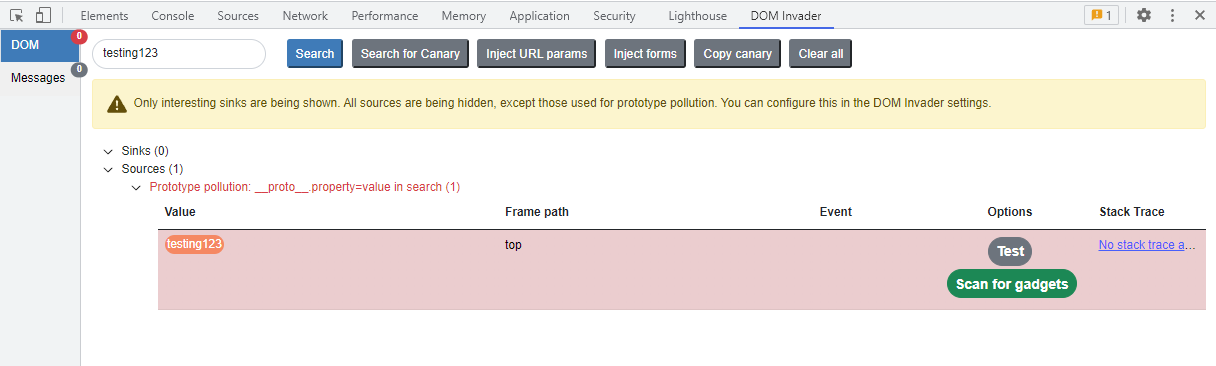 Elements Console Sources Network Performance Memory Application Security Lighthouse DOM Invader 1
DOM 0
Messages 0
testing123 Search Search for Canary Inject URL params Inject forms Copy canary Clear all
Only interesting sinks are being shown. All sources are being hidden, except those used for prototype pollution. You can configure this in the DOM Invader settings.
Sinks (0)
Sources (1)
Prototype pollution: __proto__.property=value in search (1)
Value Frame path Event Options Stack Trace
testing123 top Test No stack trace a...
Scan for gadgets